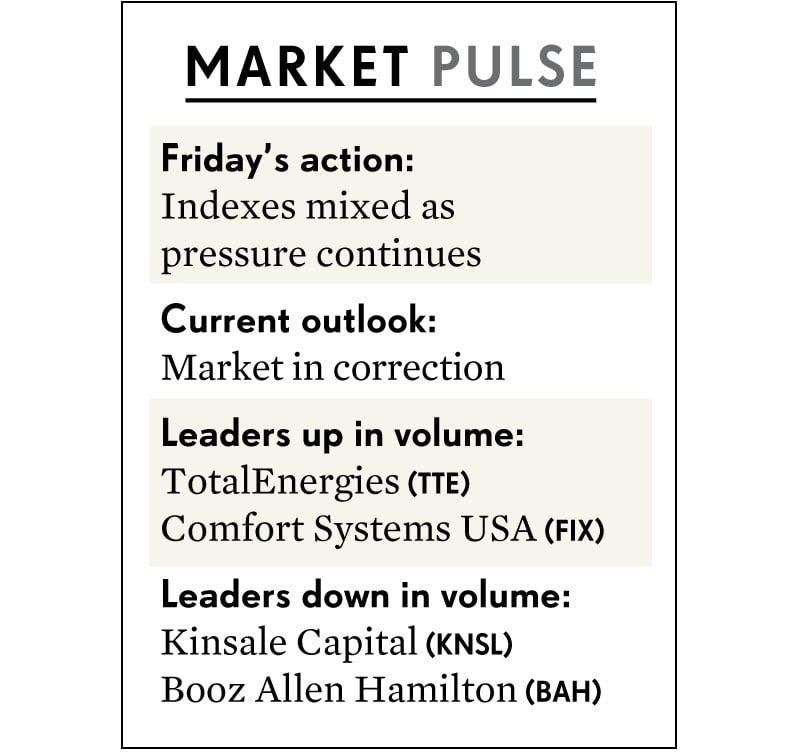 MARKET PULSE
Friday's action:
Indexes mixed as
pressure continues
Current outlook:
Market in correction
Leaders up in volume:
TotalEnergies (TTE)
Comfort Systems USA (FIX)
Leaders down in volume:
Kinsale Capital (KNSL)
Booz Allen Hamilton (BAH)